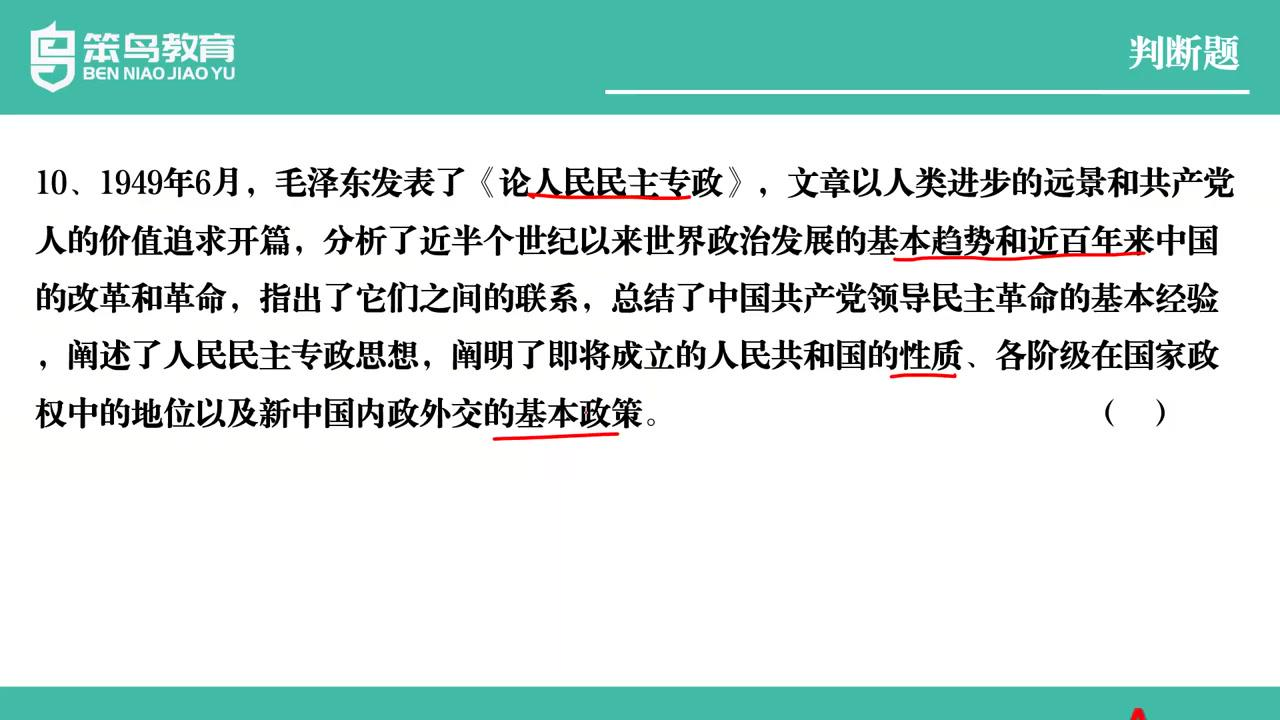 笨鸟教育
BEN NIAO JIAO YU
判断题
10、1949年6月，毛泽东发表了《论人民民主专政》，文章以人类进步的远景和共产党
人的价值追求开篇，分析了近半个世纪以来世界政治发展的基本趋势和近百年来中国
的改革和革命，指出了它们之间的联系，总结了中国共产党领导民主革命的基本经验
，阐述了人民民主专政思想，阐明了即将成立的人民共和国的性质、各阶级在国家政
权中的地位以及新中国内政外交的基本政策。 （ ）